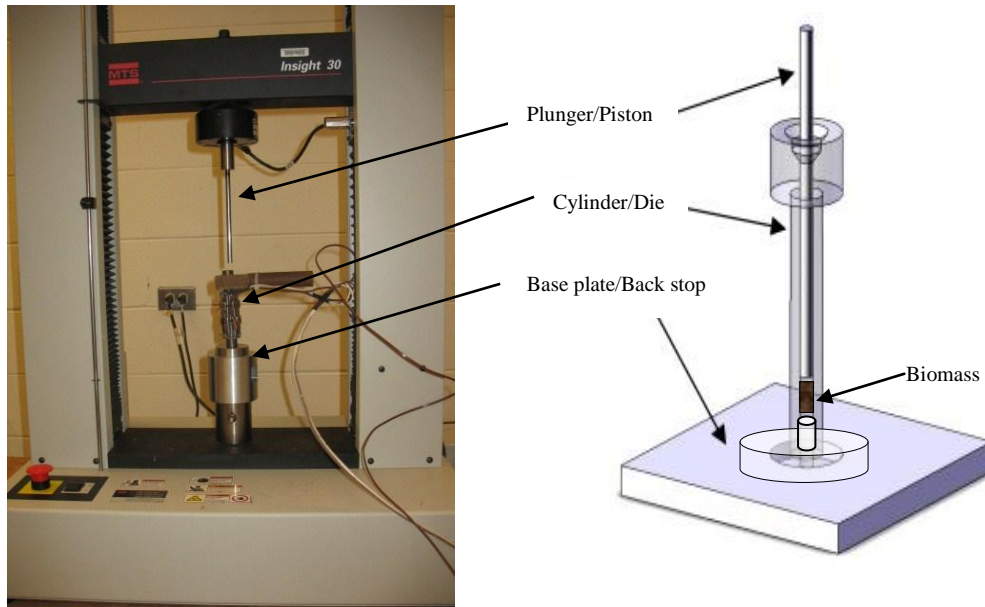 MTS
Insight 30
Plunger/Piston
Cylinder/Die
Base plate/Back stop
Biomass